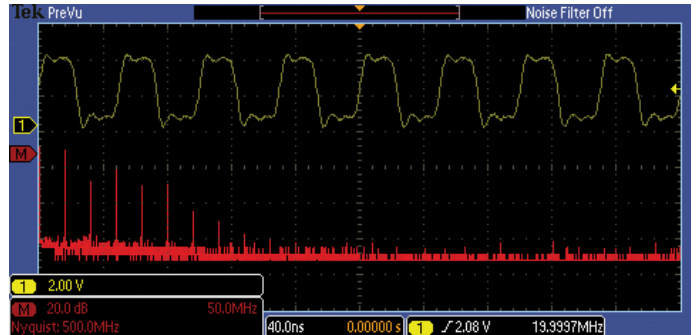 Tek PreVu Noise Filter Off
1
M
1 2.00 V
M 20.0 dB 50.0MHz
Nyquist: 500.0MHz
40.0ns 0.00000 s
1 2.08 V 19.9997MHz